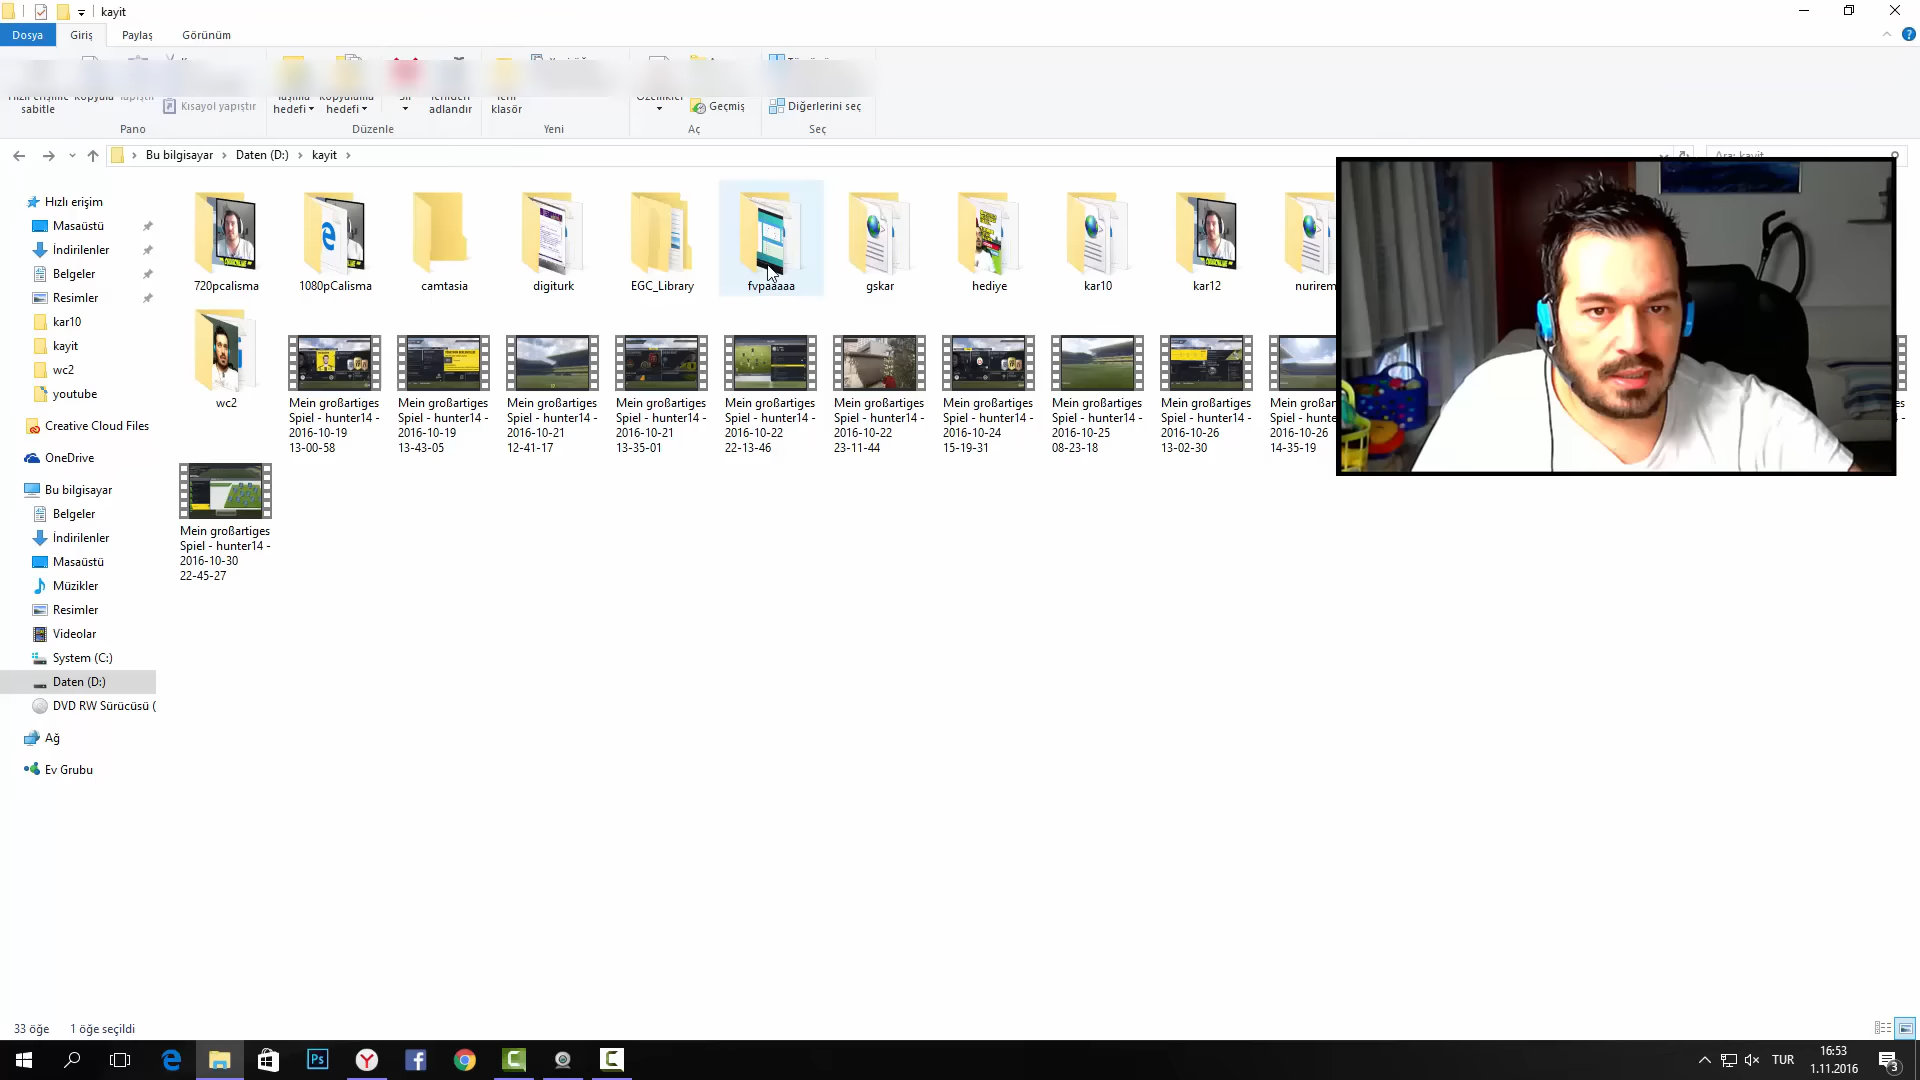 kayit
Dosya
Giriş
Paylaş
Görünüm
sabitle
Kısayol yapıştır
hedefi
hedefi
adlandır
klasör
Geçmiş
Diğerlerini seç
Pano
Düzenle
Yeni
Aç
Seç
Bu bilgisayar
Daten (D:)
kayit
Hızlı erişim
Masaüstü
İndirilenler
Belgeler
Resimler
kar10
kayit
wc2
youtube
Creative Cloud Files
OneDrive
Bu bilgisayar
Belgeler
İndirilenler
Masaüstü
Müzikler
Resimler
Videolar
System (C:)
Daten (D:)
DVD RW Sürücüsü (
Ağ
Ev Grubu
720pcalisma
1080pCalisma
camtasia
digiturk
EGC_Library
fvpaaaaa
gskar
hediye
kar10
kar12
nurirem
wc2
Mein großartiges
Spiel - hunter14 -
2016-10-19
13-00-58
Mein großartiges
Spiel - hunter14 -
2016-10-19
13-43-05
Mein großartiges
Spiel - hunter14 -
2016-10-21
12-41-17
Mein großartiges
Spiel - hunter14 -
2016-10-21
13-35-01
Mein großartiges
Spiel - hunter14 -
2016-10-22
22-13-46
Mein großartiges
Spiel - hunter14 -
2016-10-22
23-11-44
Mein großartiges
Spiel - hunter14 -
2016-10-24
15-19-31
Mein großartiges
Spiel - hunter14 -
2016-10-25
08-23-18
Mein großartiges
Spiel - hunter14 -
2016-10-26
13-02-30
Mein großa
Spiel - hunt
2016-10-26
14-35-19
Mein großartiges
Spiel - hunter14 -
2016-10-30
22-45-27
33 öğe
1 öğe seçildi
Ps
TUR
16:53
1.11.2016
3